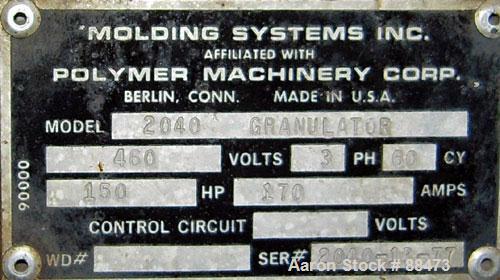 MOLDING SYSTEMS INC.
AFFILIATED WITH
POLYMER MACHINERY CORP.
BERLIN, CONN. MADE IN U.S.A.
MODEL 2040 GRANULATOR
460 VOLTS 3 PH 60 CY
150 HP 170 AMPS
CONTROL CIRCUIT VOLTS
WD# SER#
90000
Aaron Stock # 88473